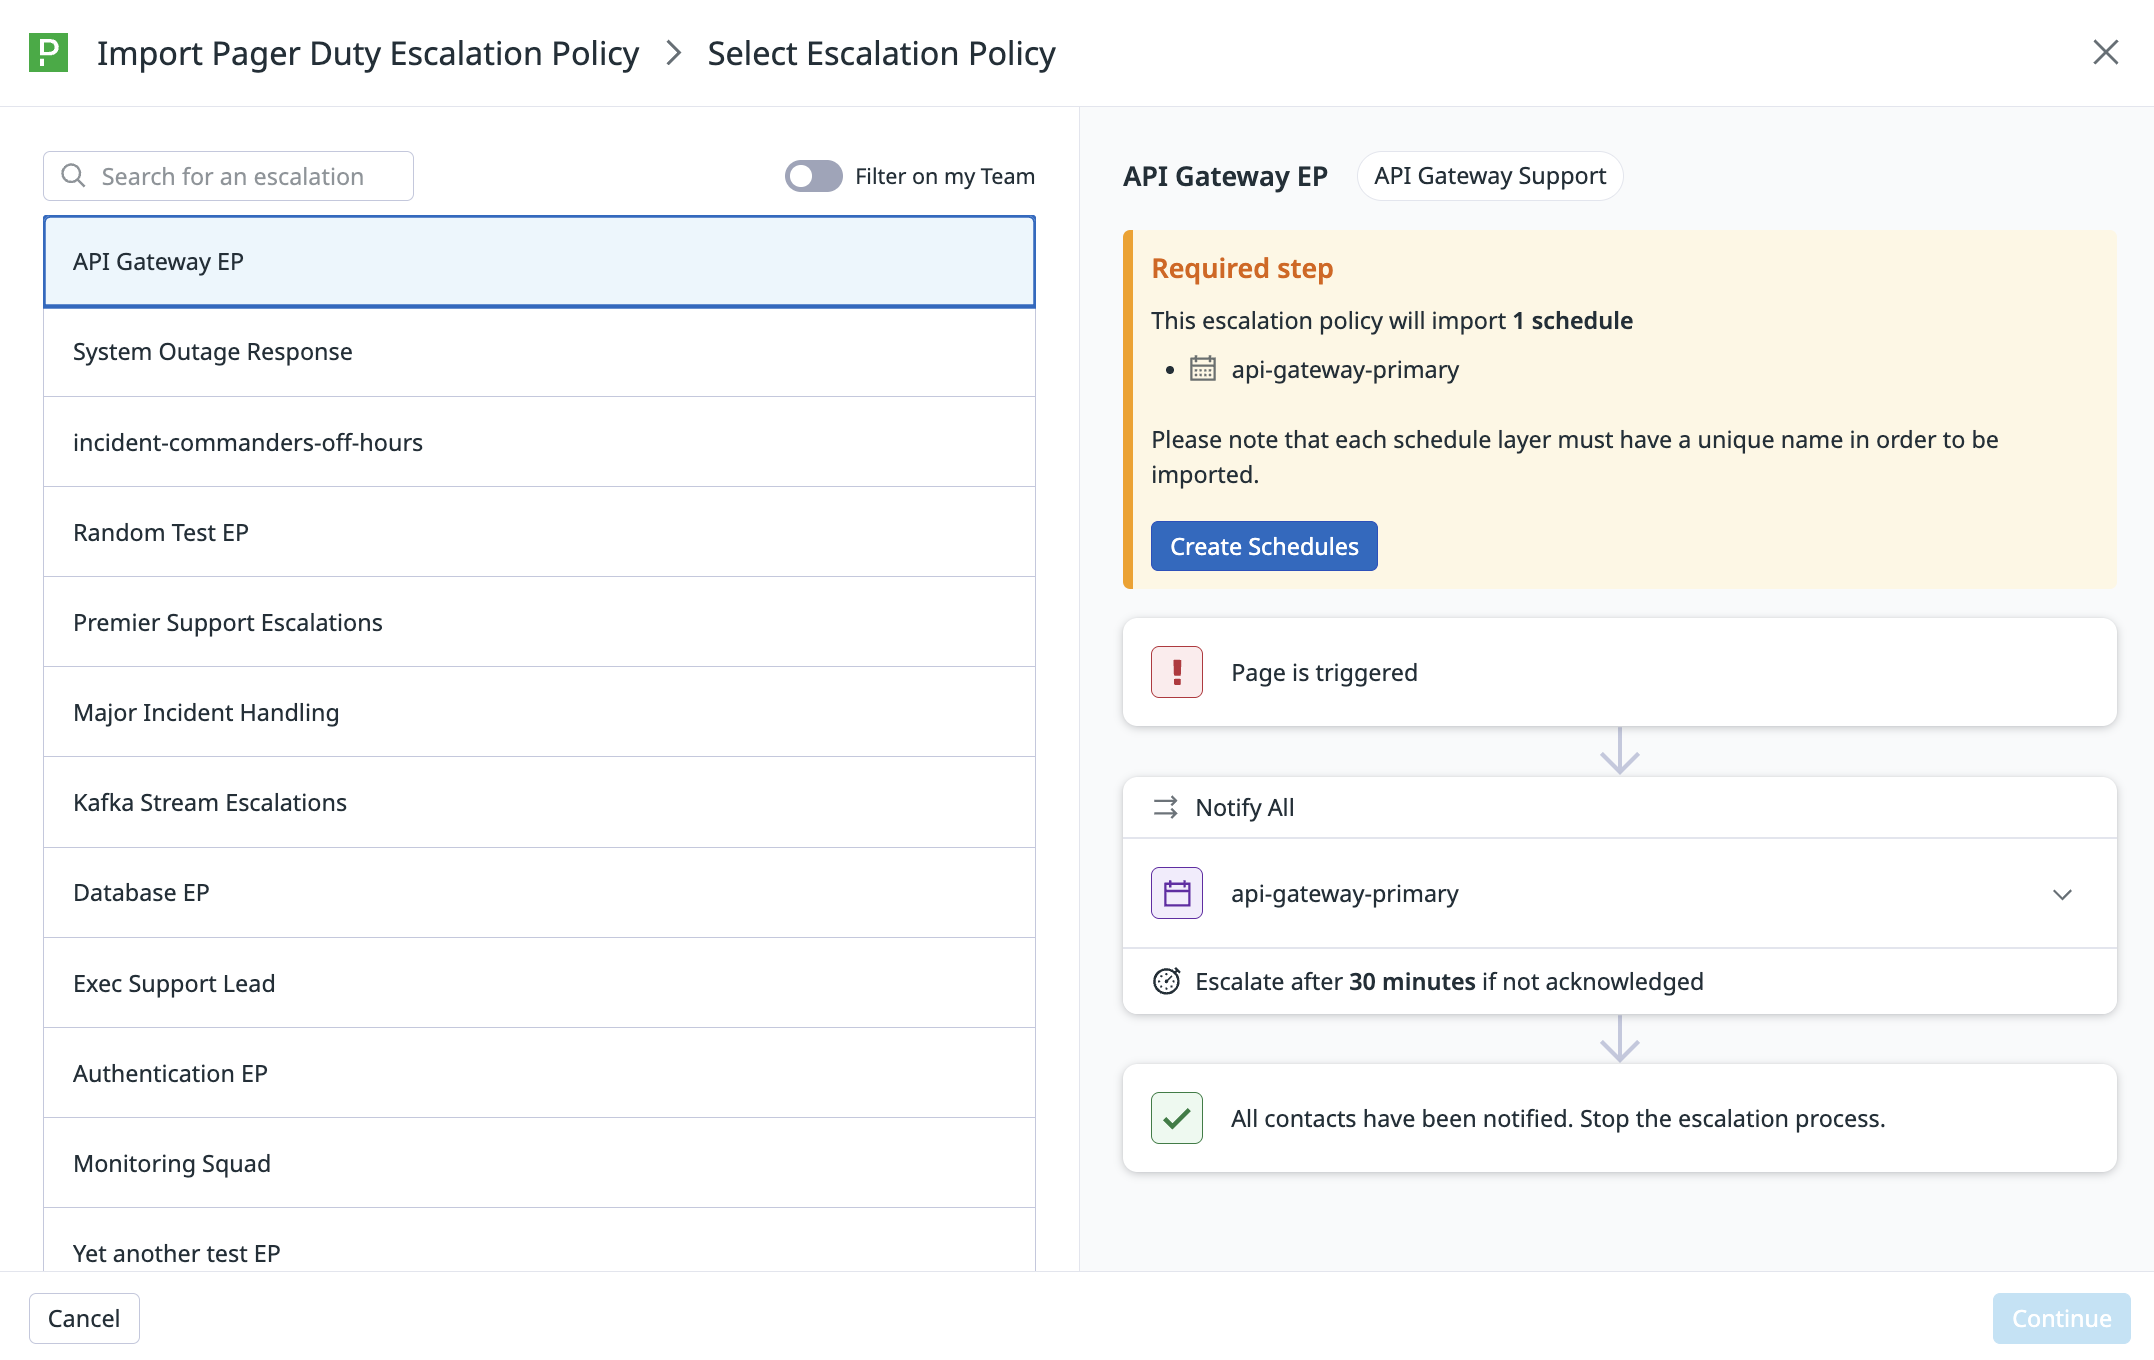 P
Import Pager Duty Escalation Policy > Select Escalation Policy
Search for an escalation
Filter on my Team
API Gateway EP
System Outage Response
incident-commanders-off-hours
Random Test EP
Premier Support Escalations
Major Incident Handling
Kafka Stream Escalations
Database EP
Exec Support Lead
Authentication EP
Monitoring Squad
Yet another test EP
API Gateway EP
API Gateway Support
Required step
This escalation policy will import 1 schedule
• api-gateway-primary
Please note that each schedule layer must have a unique name in order to be
imported.
Create Schedules
Page is triggered
Notify All
api-gateway-primary
Escalate after 30 minutes if not acknowledged
All contacts have been notified. Stop the escalation process.
Cancel
Continue